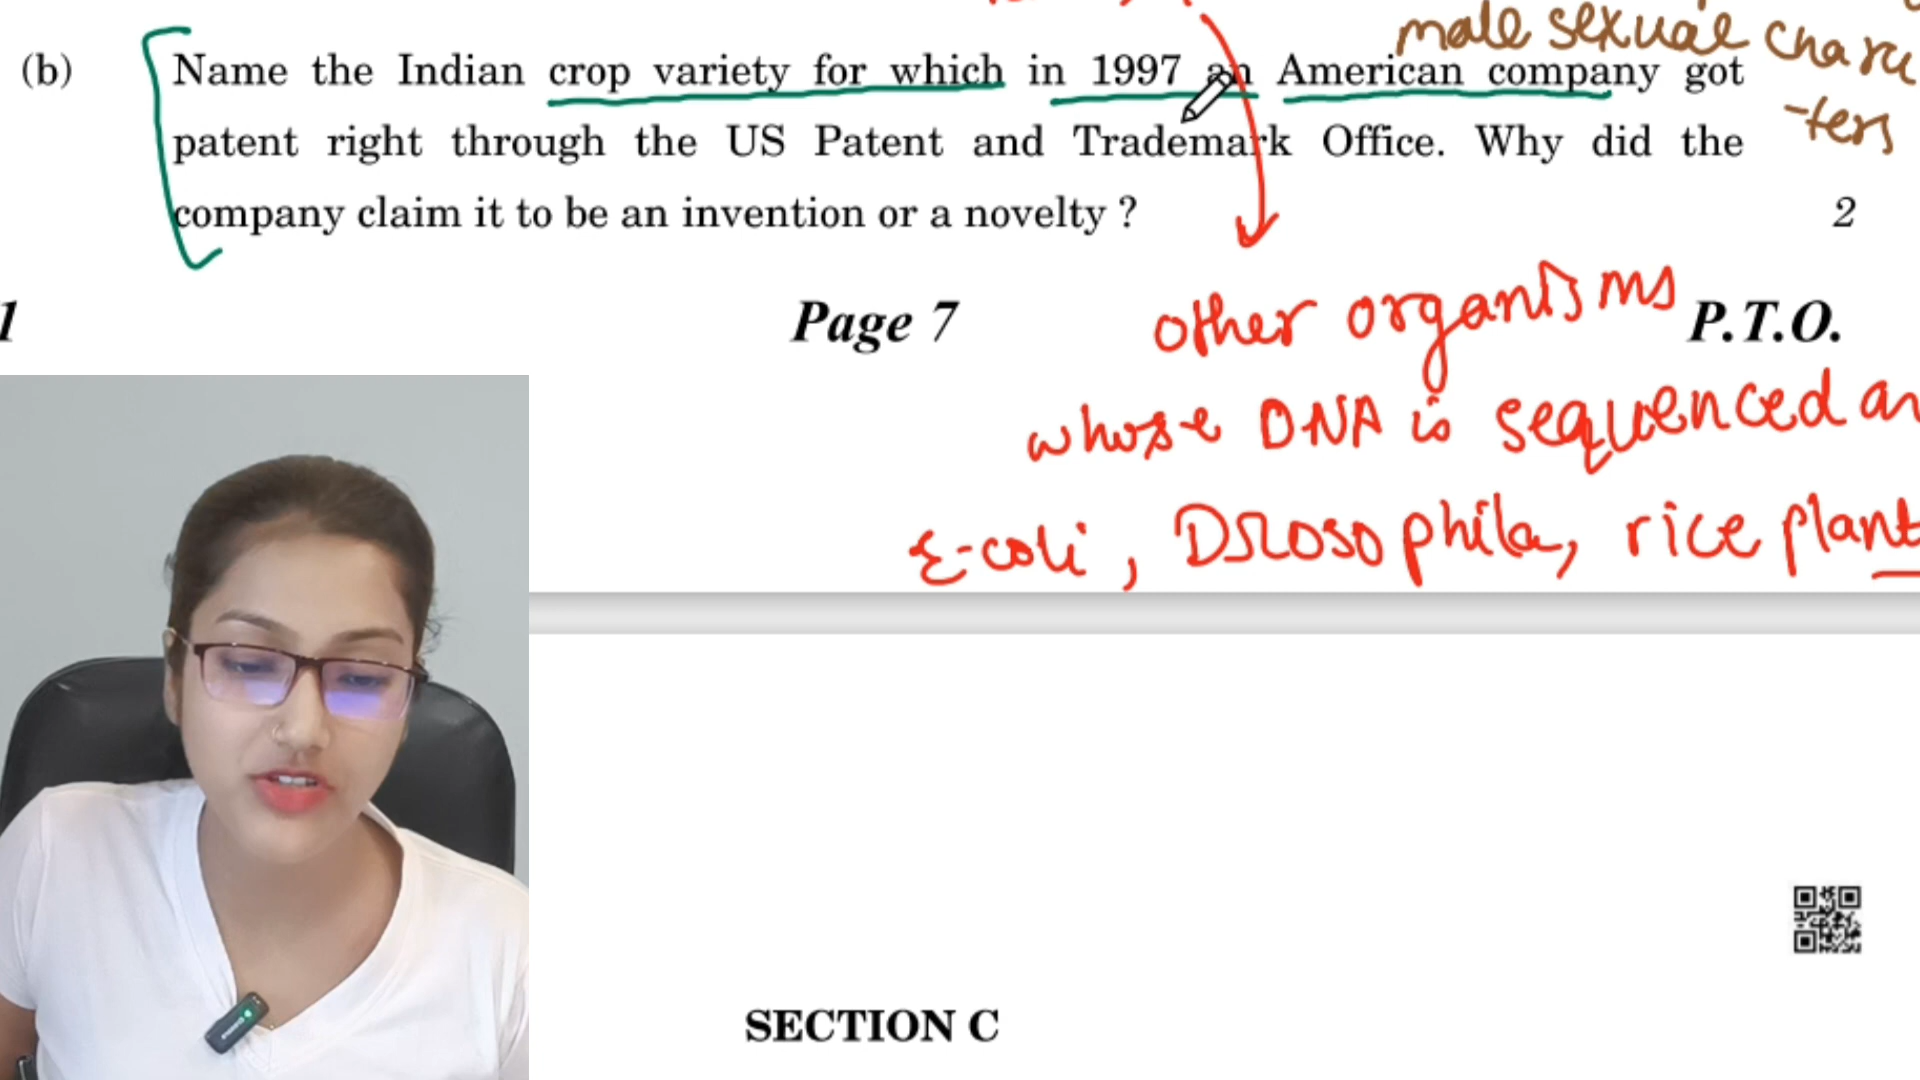 male sexual charac
-ters
(b) Name the Indian crop variety for which in 1997 an American company got
patent right through the US Patent and Trademark Office. Why did the
company claim it to be an invention or a novelty ? 2
1 Page 7 P.T.O.
other organisms
whose DNA is sequenced ar
E-coli, Drosophila, rice plant
SECTION C